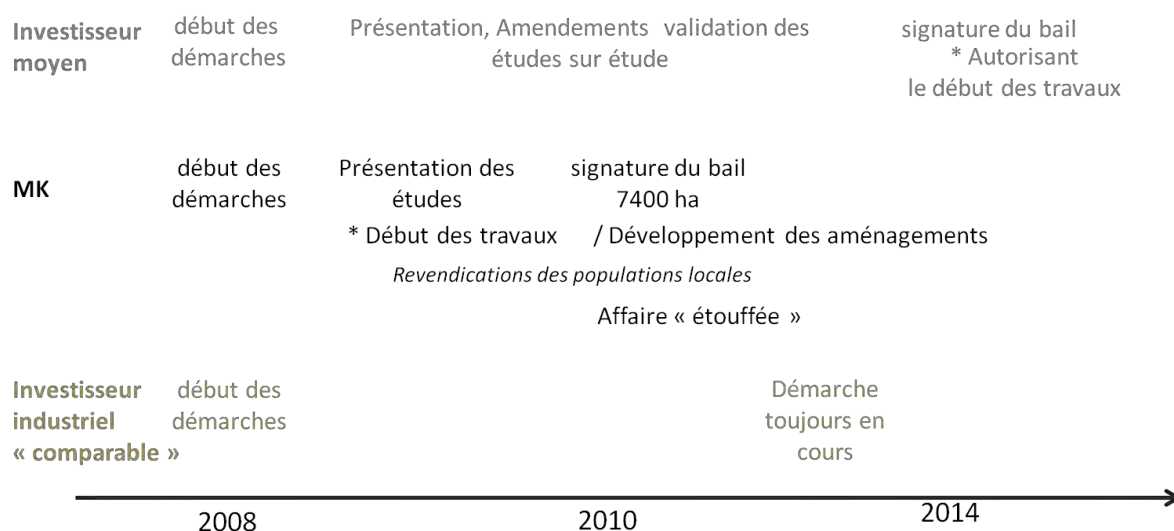 Investisseur moyen
début des démarches
Présentation, Amendements validation des études sur étude
signature du bail
* Autorisant
le début des travaux
MK
début des démarches
Présentation des études
signature du bail
7400 ha
* Début des travaux / Développement des aménagements
Revendications des populations locales
Affaire « étouffée »
Investisseur industriel « comparable »
début des démarches
Démarche toujours en cours
2008
2010
2014